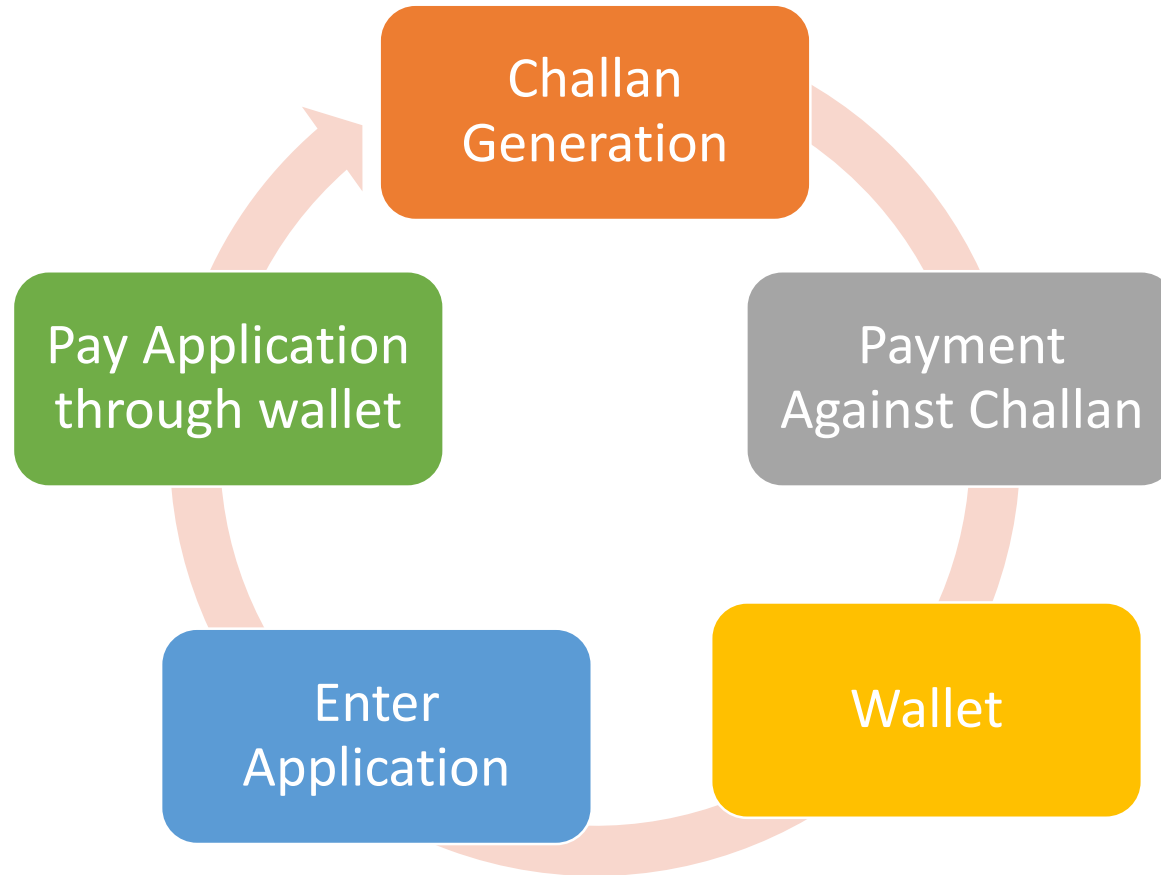 Challan
Generation
Payment
Against Challan
Wallet
Enter
Application
Pay Application
through wallet